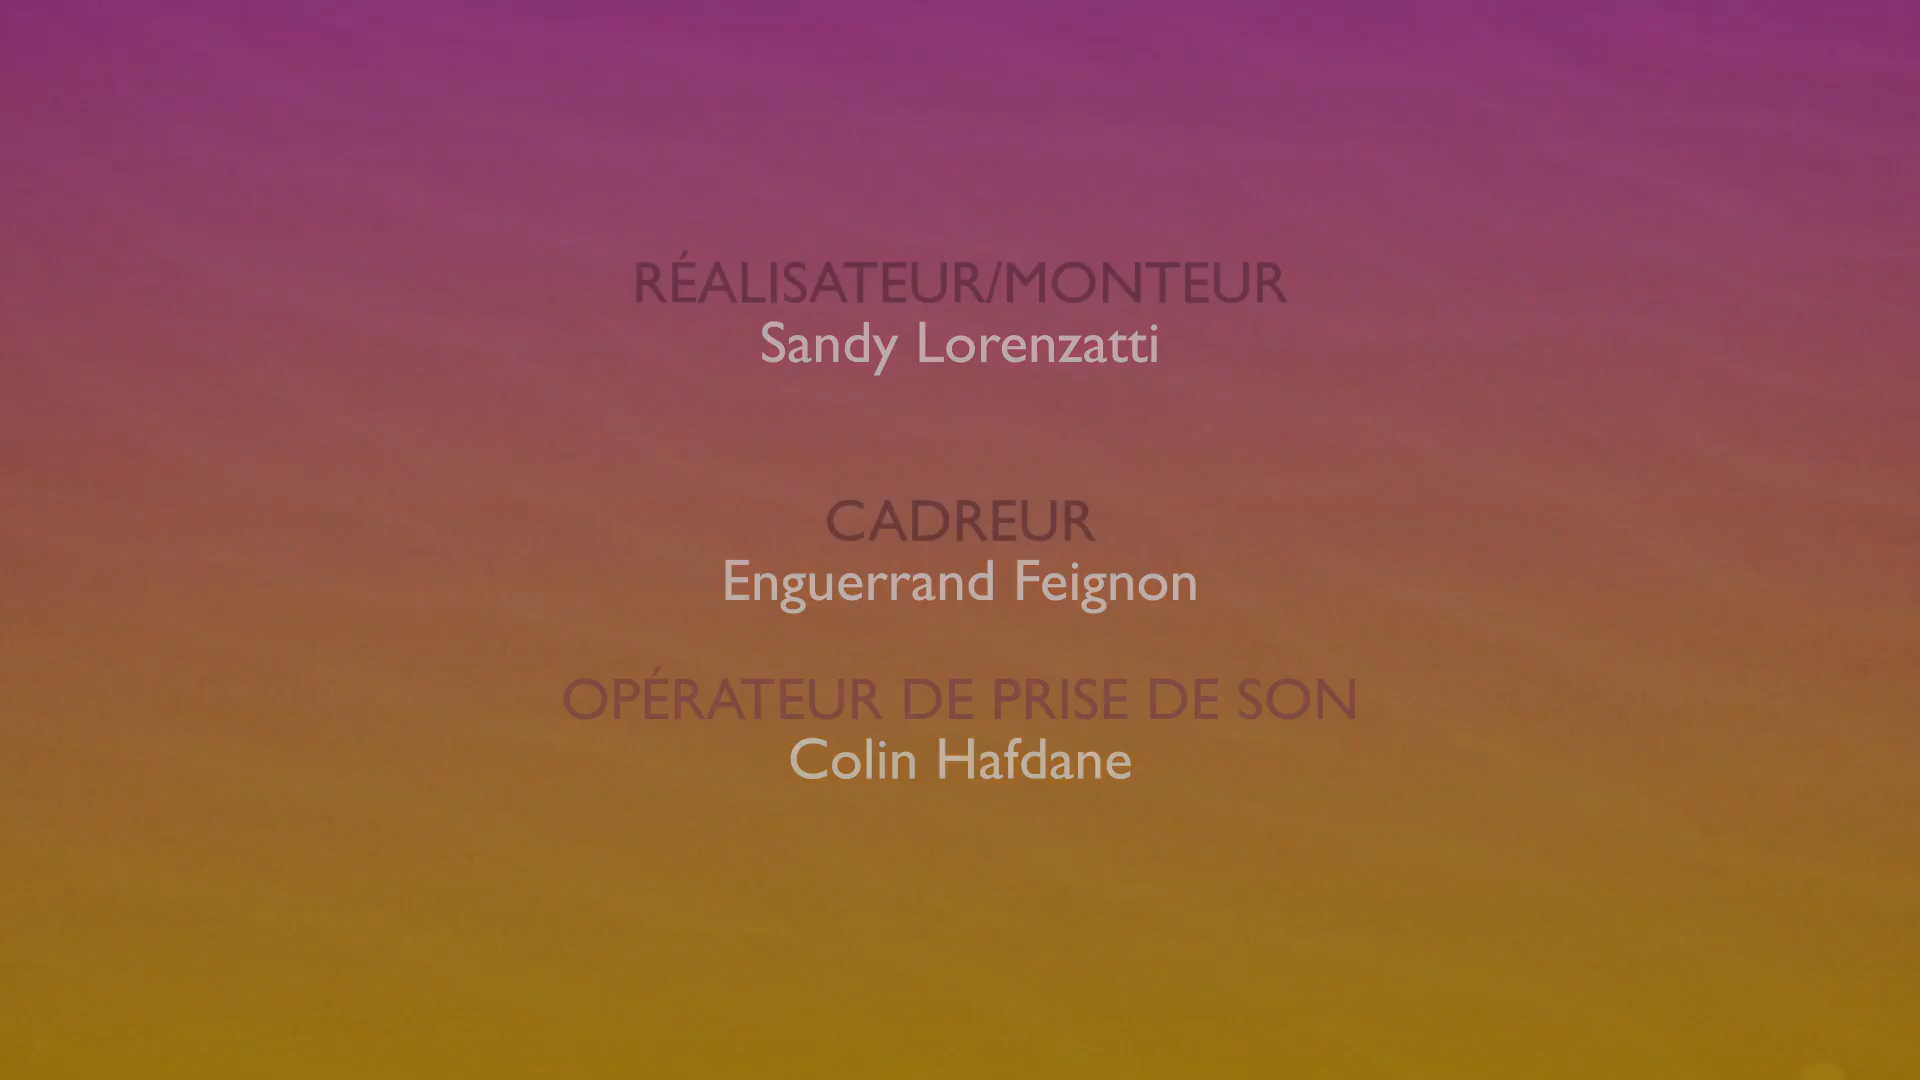 RÉALISATEUR/MONTEUR
Sandy Lorenzatti
CADREUR
Enguerrand Feignon
OPÉRATEUR DE PRISE DE SON
Colin Hafdane